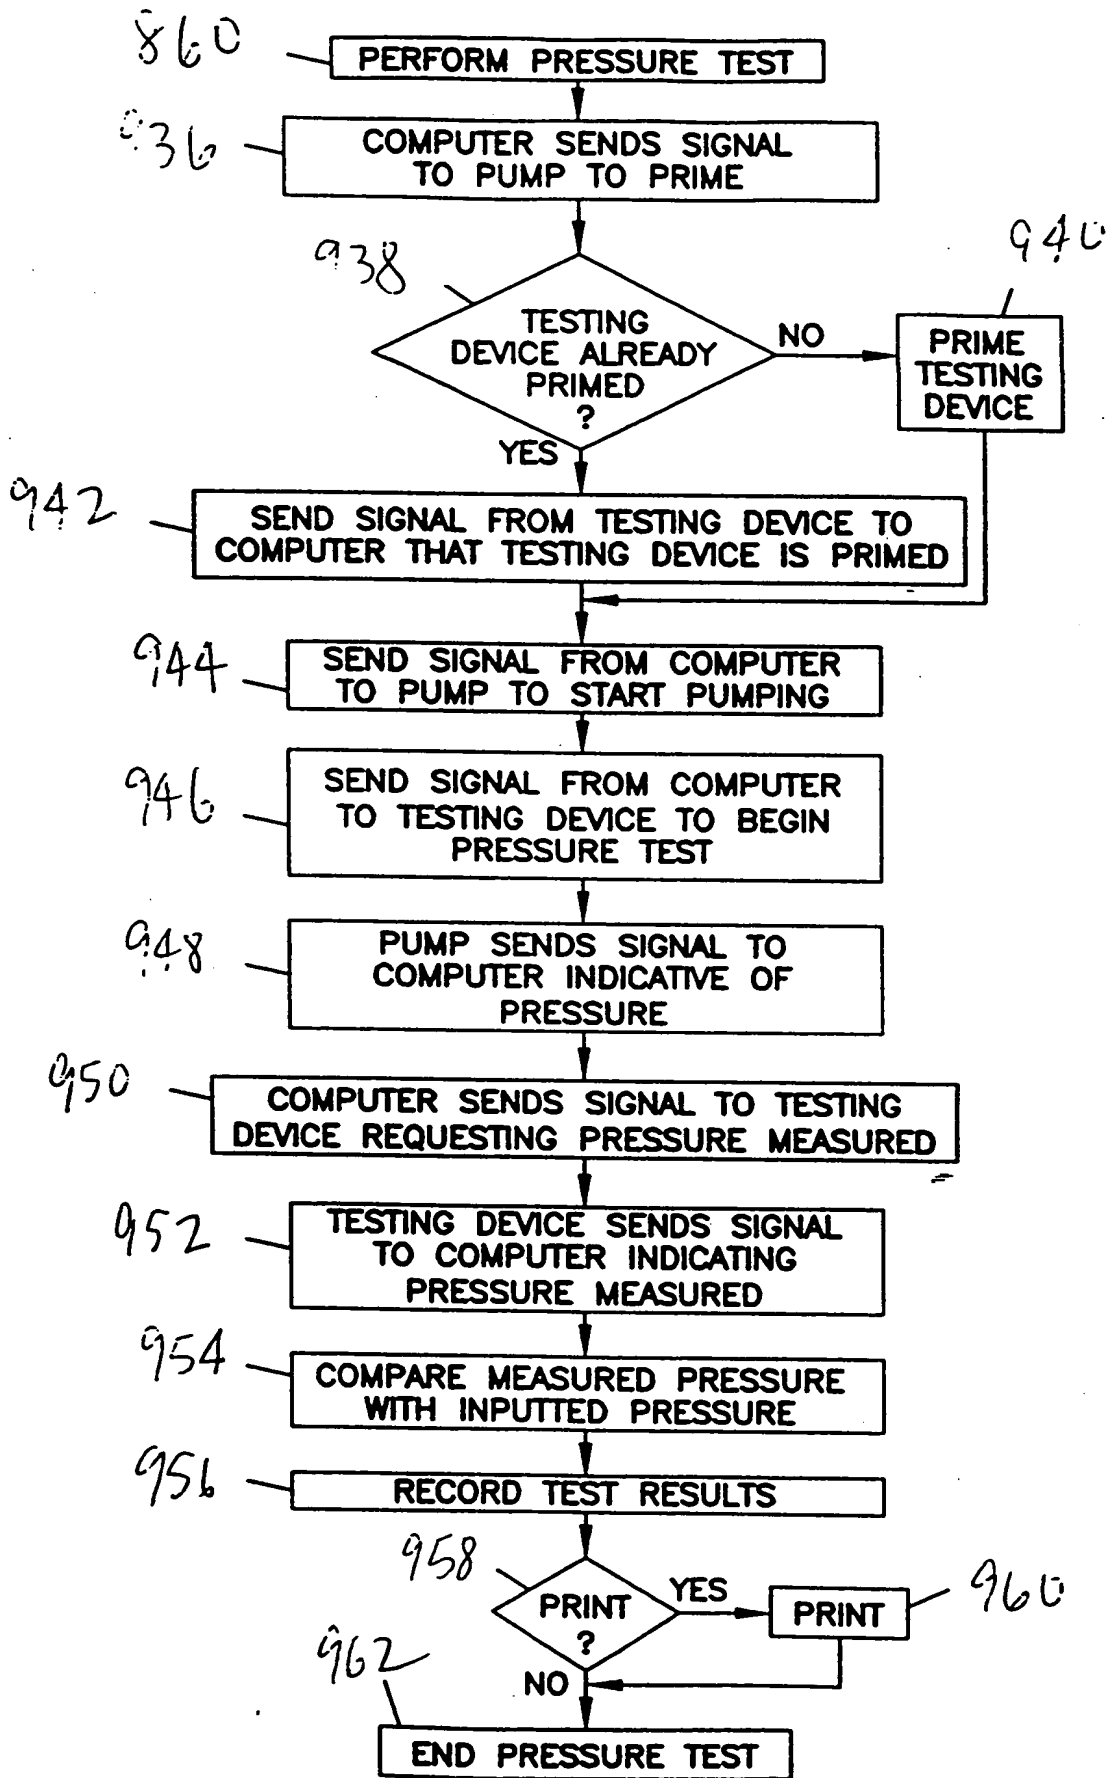 860
PERFORM PRESSURE TEST
936
COMPUTER SENDS SIGNAL
TO PUMP TO PRIME
938
TESTING
DEVICE ALREADY
PRIMED
?
NO
940
PRIME
TESTING
DEVICE
YES
942
SEND SIGNAL FROM TESTING DEVICE TO
COMPUTER THAT TESTING DEVICE IS PRIMED
944
SEND SIGNAL FROM COMPUTER
TO PUMP TO START PUMPING
946
SEND SIGNAL FROM COMPUTER
TO TESTING DEVICE TO BEGIN
PRESSURE TEST
948
PUMP SENDS SIGNAL TO
COMPUTER INDICATIVE OF
PRESSURE
950
COMPUTER SENDS SIGNAL TO TESTING
DEVICE REQUESTING PRESSURE MEASURED
952
TESTING DEVICE SENDS SIGNAL
TO COMPUTER INDICATING
PRESSURE MEASURED
954
COMPARE MEASURED PRESSURE
WITH INPUTTED PRESSURE
956
RECORD TEST RESULTS
958
PRINT
?
YES
PRINT
960
NO
962
END PRESSURE TEST